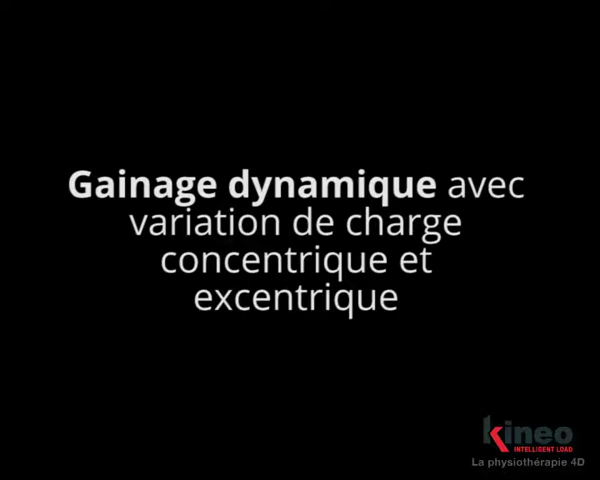 Gainage dynamique avec
variation de charge
concentrique et
excentrique
kineo
INTELLIGENT LOAD
La physiothérapie 4D